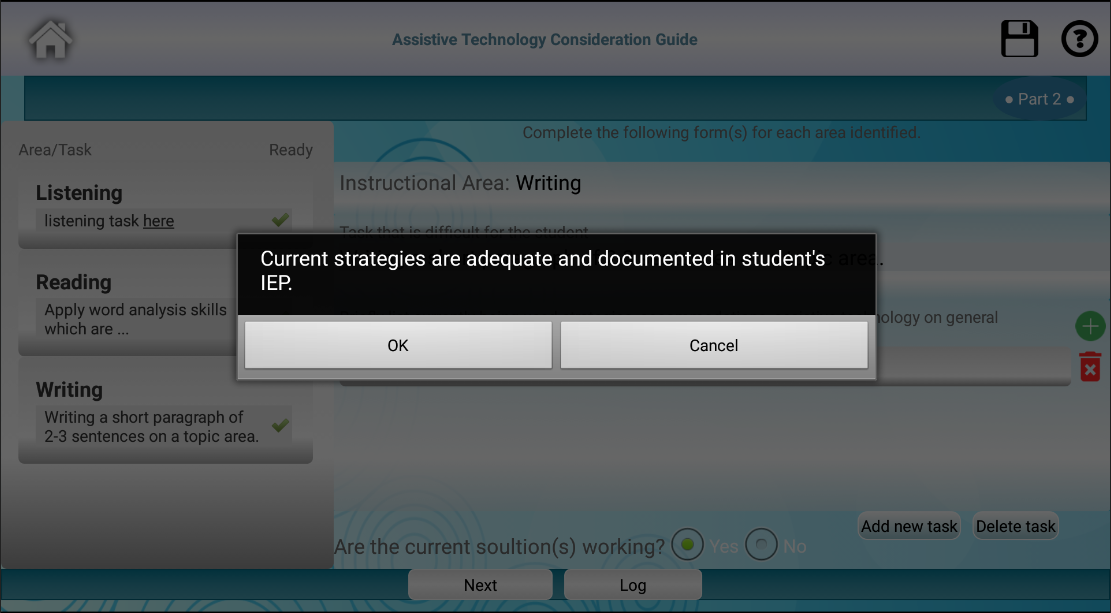 Assistive Technology Consideration Guide
● Part 2 ●
Complete the following form(s) for each area identified.
Area/Task Ready
Listening
listening task here
Reading
Apply word analysis skills
which are ...
Writing
Writing a short paragraph of
2-3 sentences on a topic area.
Instructional Area: Writing
Task that is difficult for the student
area.
Current strategies are adequate and documented in student's
IEP.
OK Cancel
on general
Add new task Delete task
Are the current soultion(s) working? Yes No
Next Log